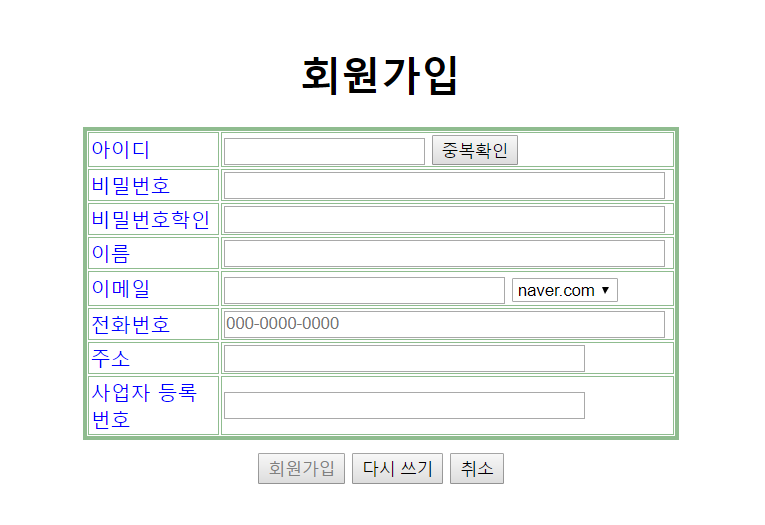 회원가입
아이디 중복확인
비밀번호
비밀번호학인
이름
이메일 naver.com
전화번호 000-0000-0000
주소
사업자 등록
번호
회원가입 다시 쓰기 취소